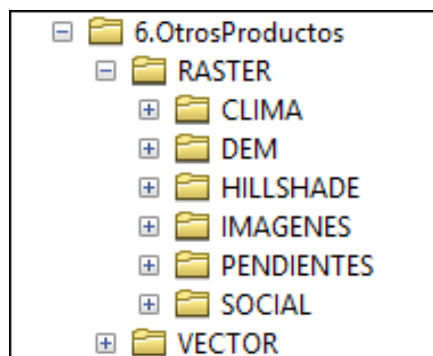 6.OtrosProductos
RASTER
CLIMA
DEM
HILLSHADE
IMAGENES
PENDIENTES
SOCIAL
VECTOR